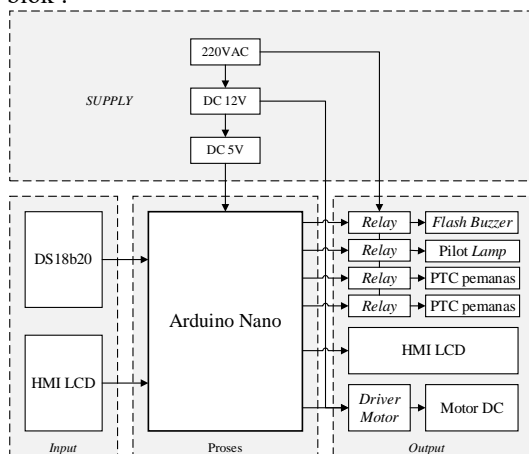 blok :
220VAC
SUPPLY
DC 12V
DC 5V
DS18b20
HMI LCD
Input
Arduino Nano
Proses
Relay
Flash Buzzer
Relay
Pilot Lamp
Relay
PTC pemanas
Relay
PTC pemanas
HMI LCD
Driver
Motor
Motor DC
Output